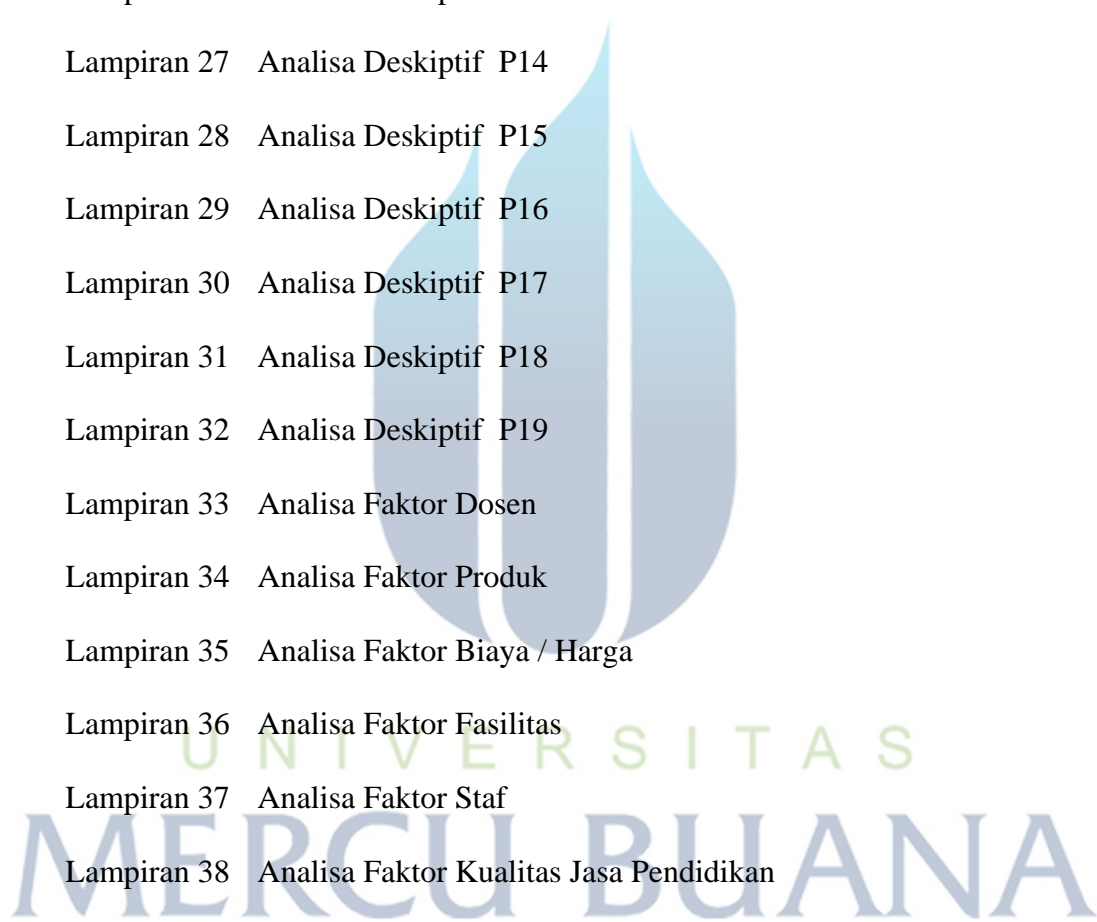 Lampiran 27 Analisa Deskiptif P14
Lampiran 28 Analisa Deskiptif P15
Lampiran 29 Analisa Deskiptif P16
Lampiran 30 Analisa Deskiptif P17
Lampiran 31 Analisa Deskiptif P18
Lampiran 32 Analisa Deskiptif P19
Lampiran 33 Analisa Faktor Dosen
Lampiran 34 Analisa Faktor Produk
Lampiran 35 Analisa Faktor Biaya / Harga
Lampiran 36 Analisa Faktor Fasilitas
UNIVERSITAS
Lampiran 37 Analisa Faktor Staf
MERCU BUANA
Lampiran 38 Analisa Faktor Kualitas Jasa Pendidikan